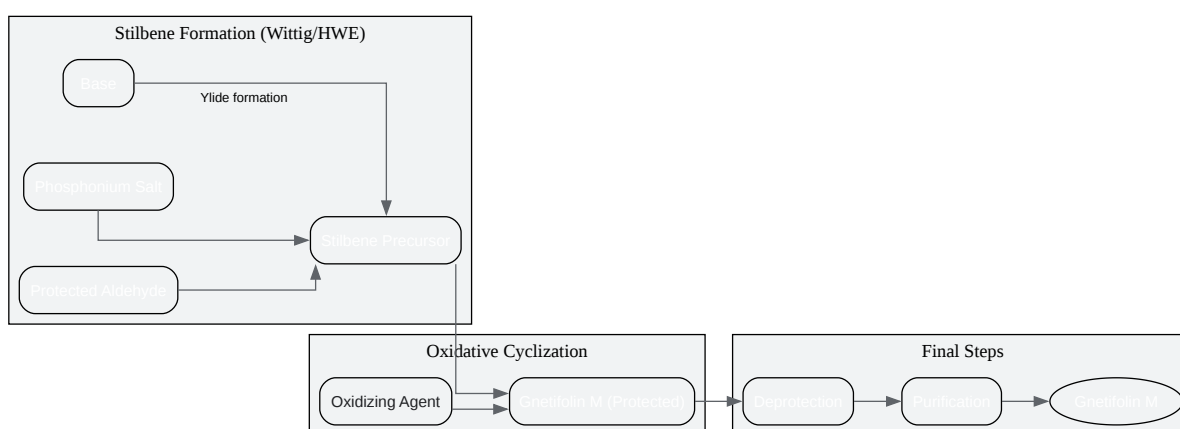 Stilbene Formation (Wittig/HWE)
Base
Ylide formation
Phosphonium Salt
Stilbene Precursor
Protected Aldehyde
Oxidative Cyclization
Oxidizing Agent
Gnetifolin M (Protected)
Final Steps
Deprotection
Purification
Gnetifolin M